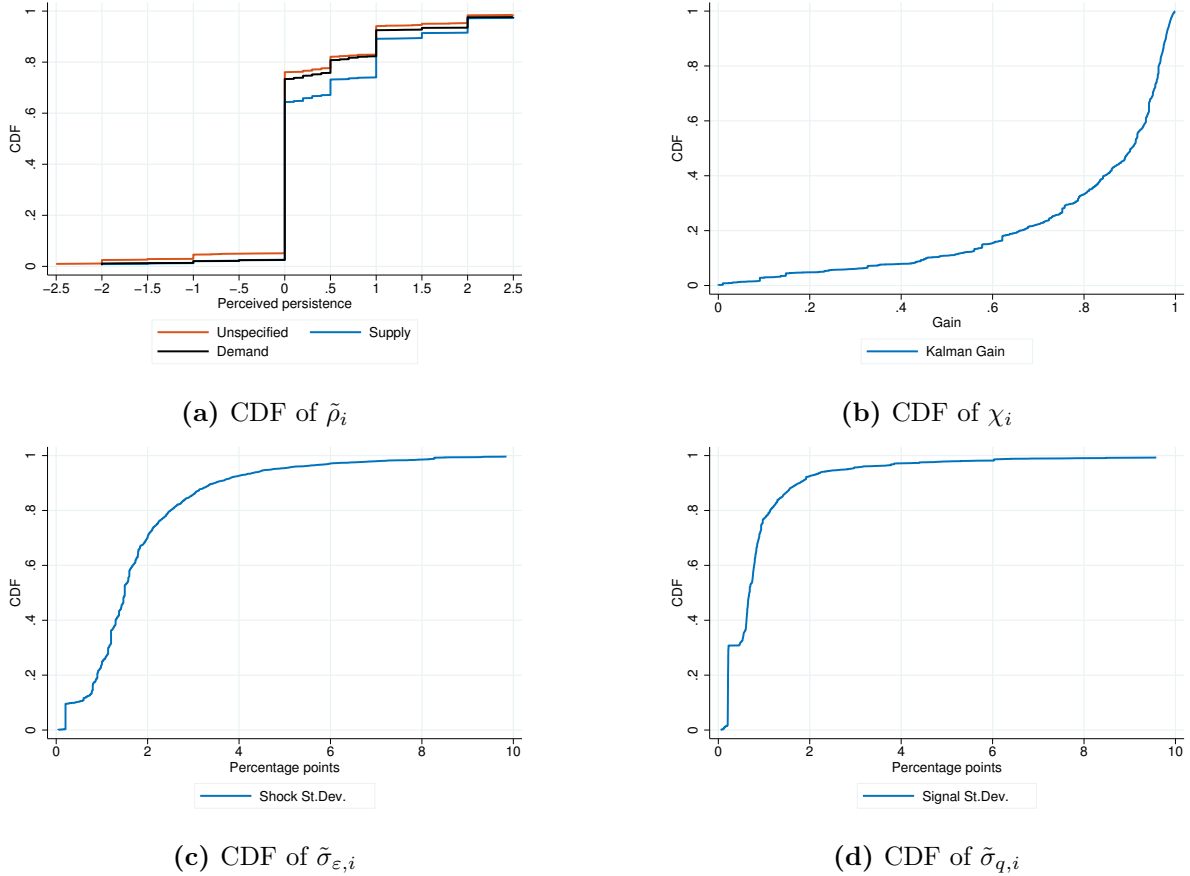 CDF
0 .2 .4 .6 .8 1
−2.5 −2 −1.5 −1 −.5 0 .5 1 1.5 2 2.5
Perceived persistence
Unspecified Supply
Demand
(a) CDF of ρ̃ᵢ
CDF
0 .2 .4 .6 .8 1
0 .2 .4 .6 .8 1
Gain
Kalman Gain
(b) CDF of χᵢ
CDF
0 .2 .4 .6 .8 1
0 2 4 6 8 10
Percentage points
Shock St.Dev.
(c) CDF of σ̃_{ε,i}
CDF
0 .2 .4 .6 .8 1
0 2 4 6 8 10
Percentage points
Signal St.Dev.
(d) CDF of σ̃_{q,i}